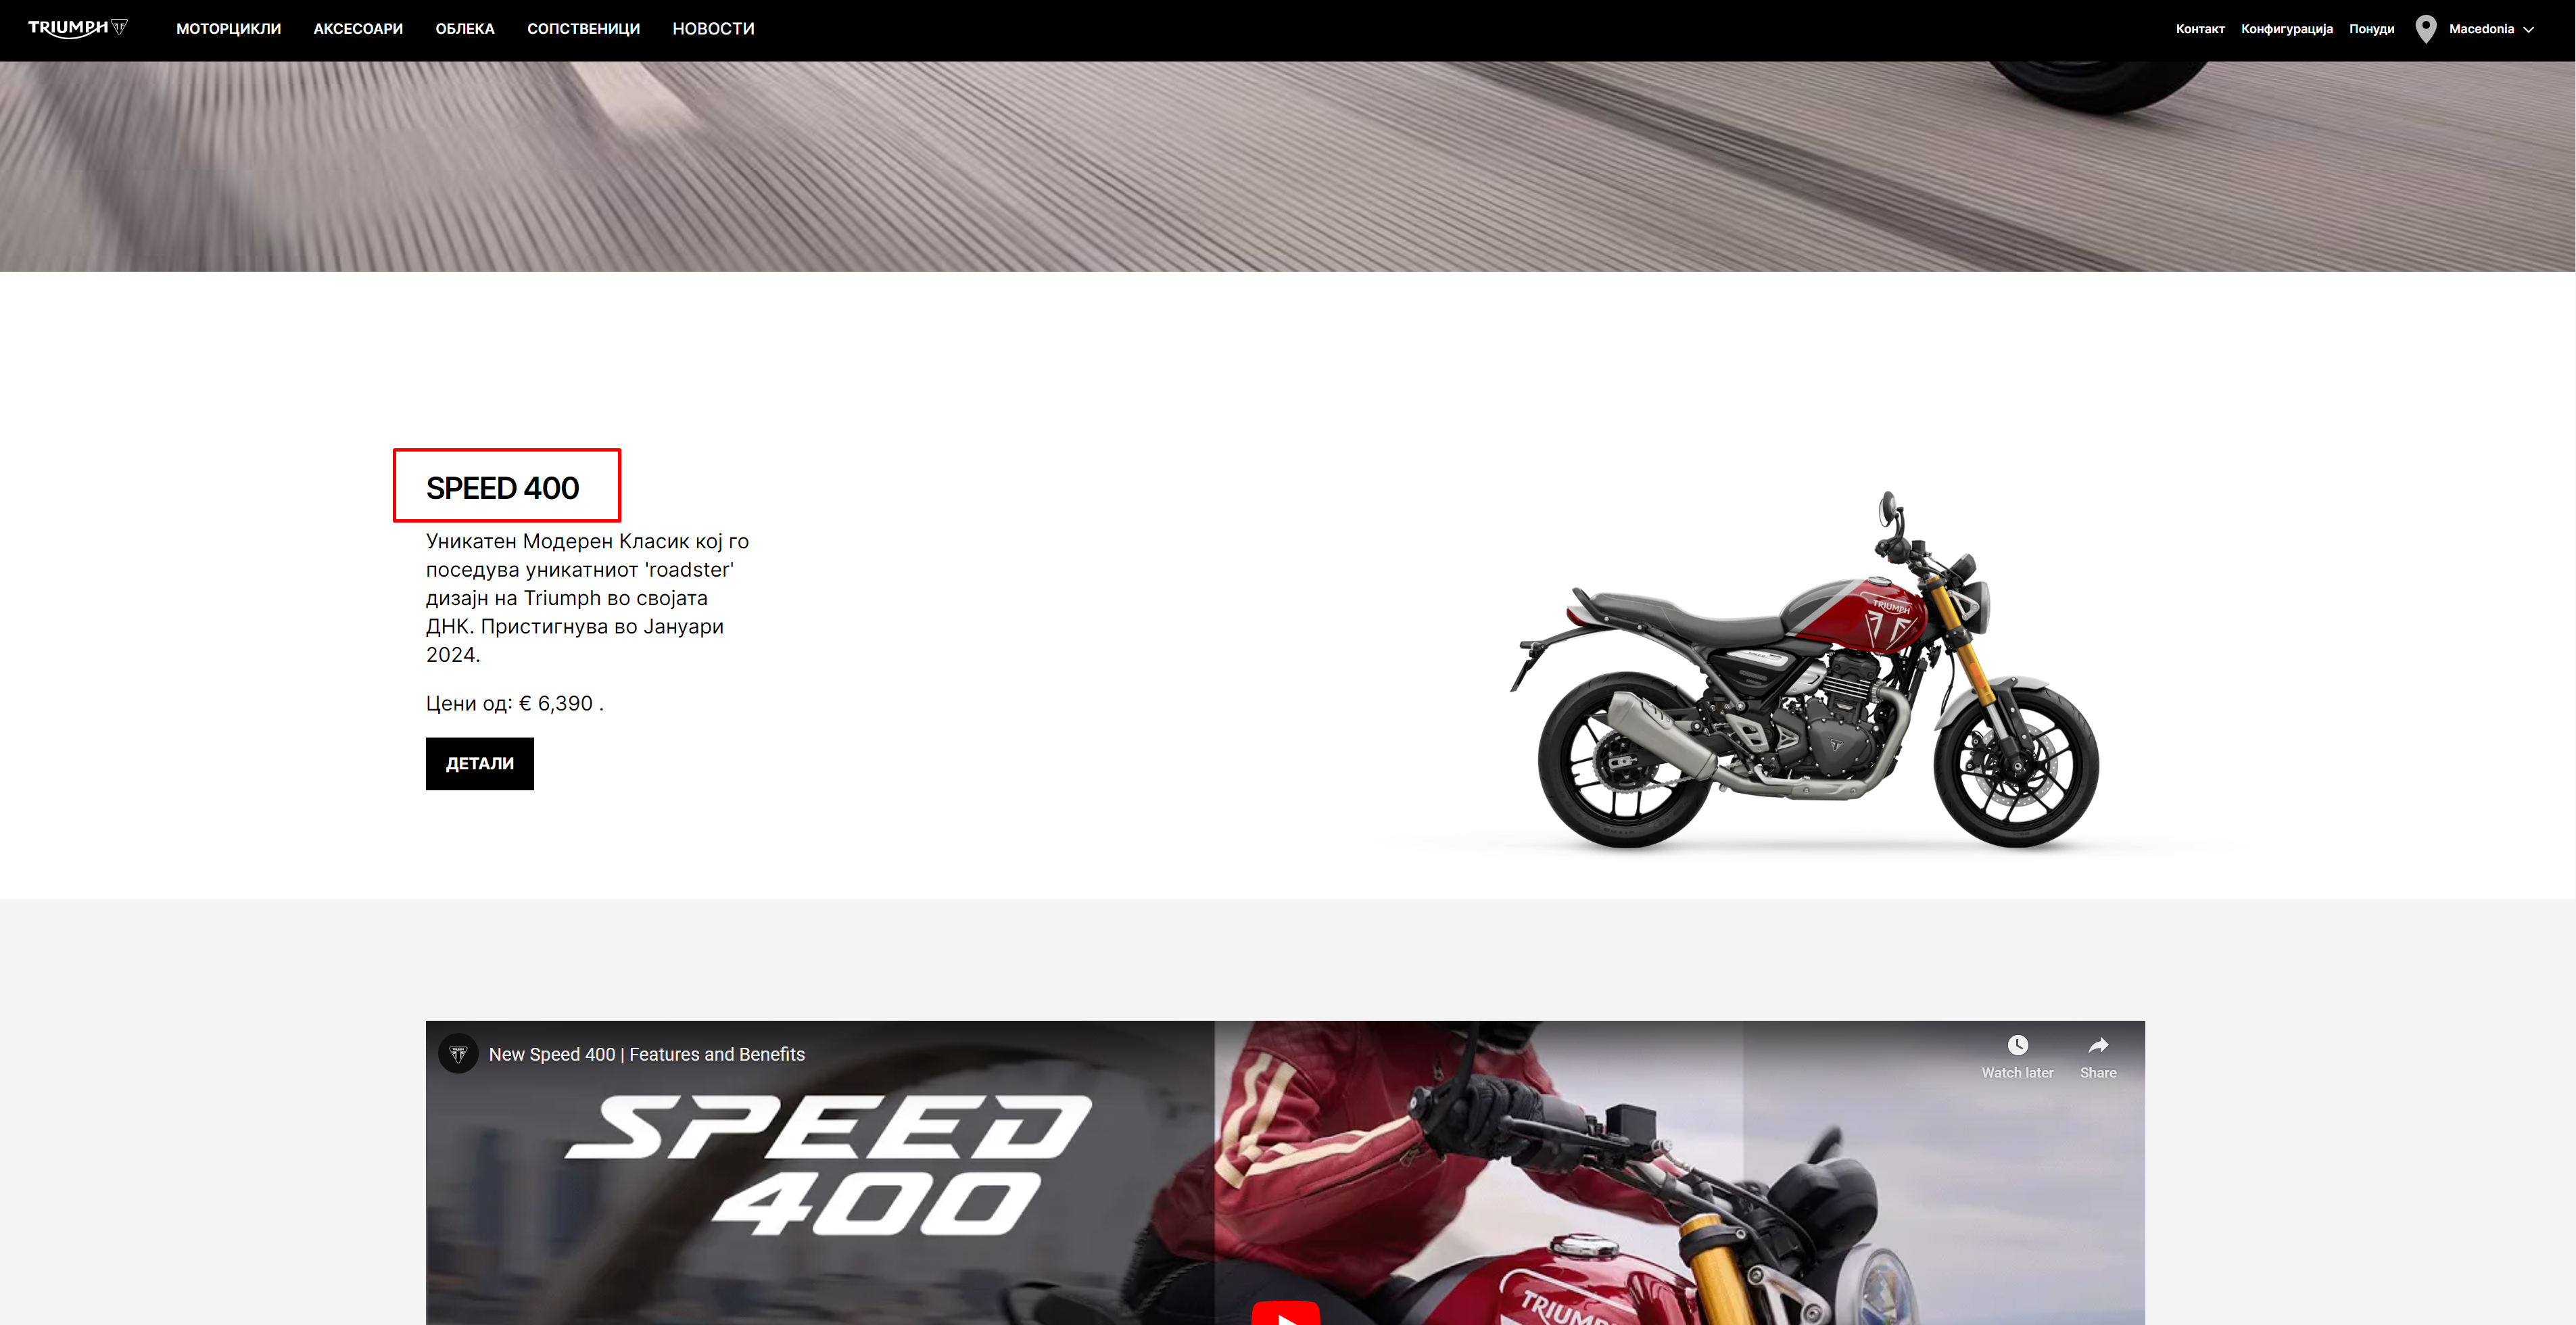 TRIUMPH
МОТОРЦИКЛИ АКСЕСОАРИ ОБЛЕКА СОПСТВЕНИЦИ НОВОСТИ
Контакт Конфигурација Понуди Macedonia
SPEED 400
Уникатен Модерен Класик кој го
поседува уникатниот 'roadster'
дизајн на Triumph во својата
ДНК. Пристигнува во Јануари
2024.
Цени од: € 6,390 .
ДЕТАЛИ
TRIUMPH
New Speed 400 | Features and Benefits
Watch later Share
SPEED
400
TRIUMPH